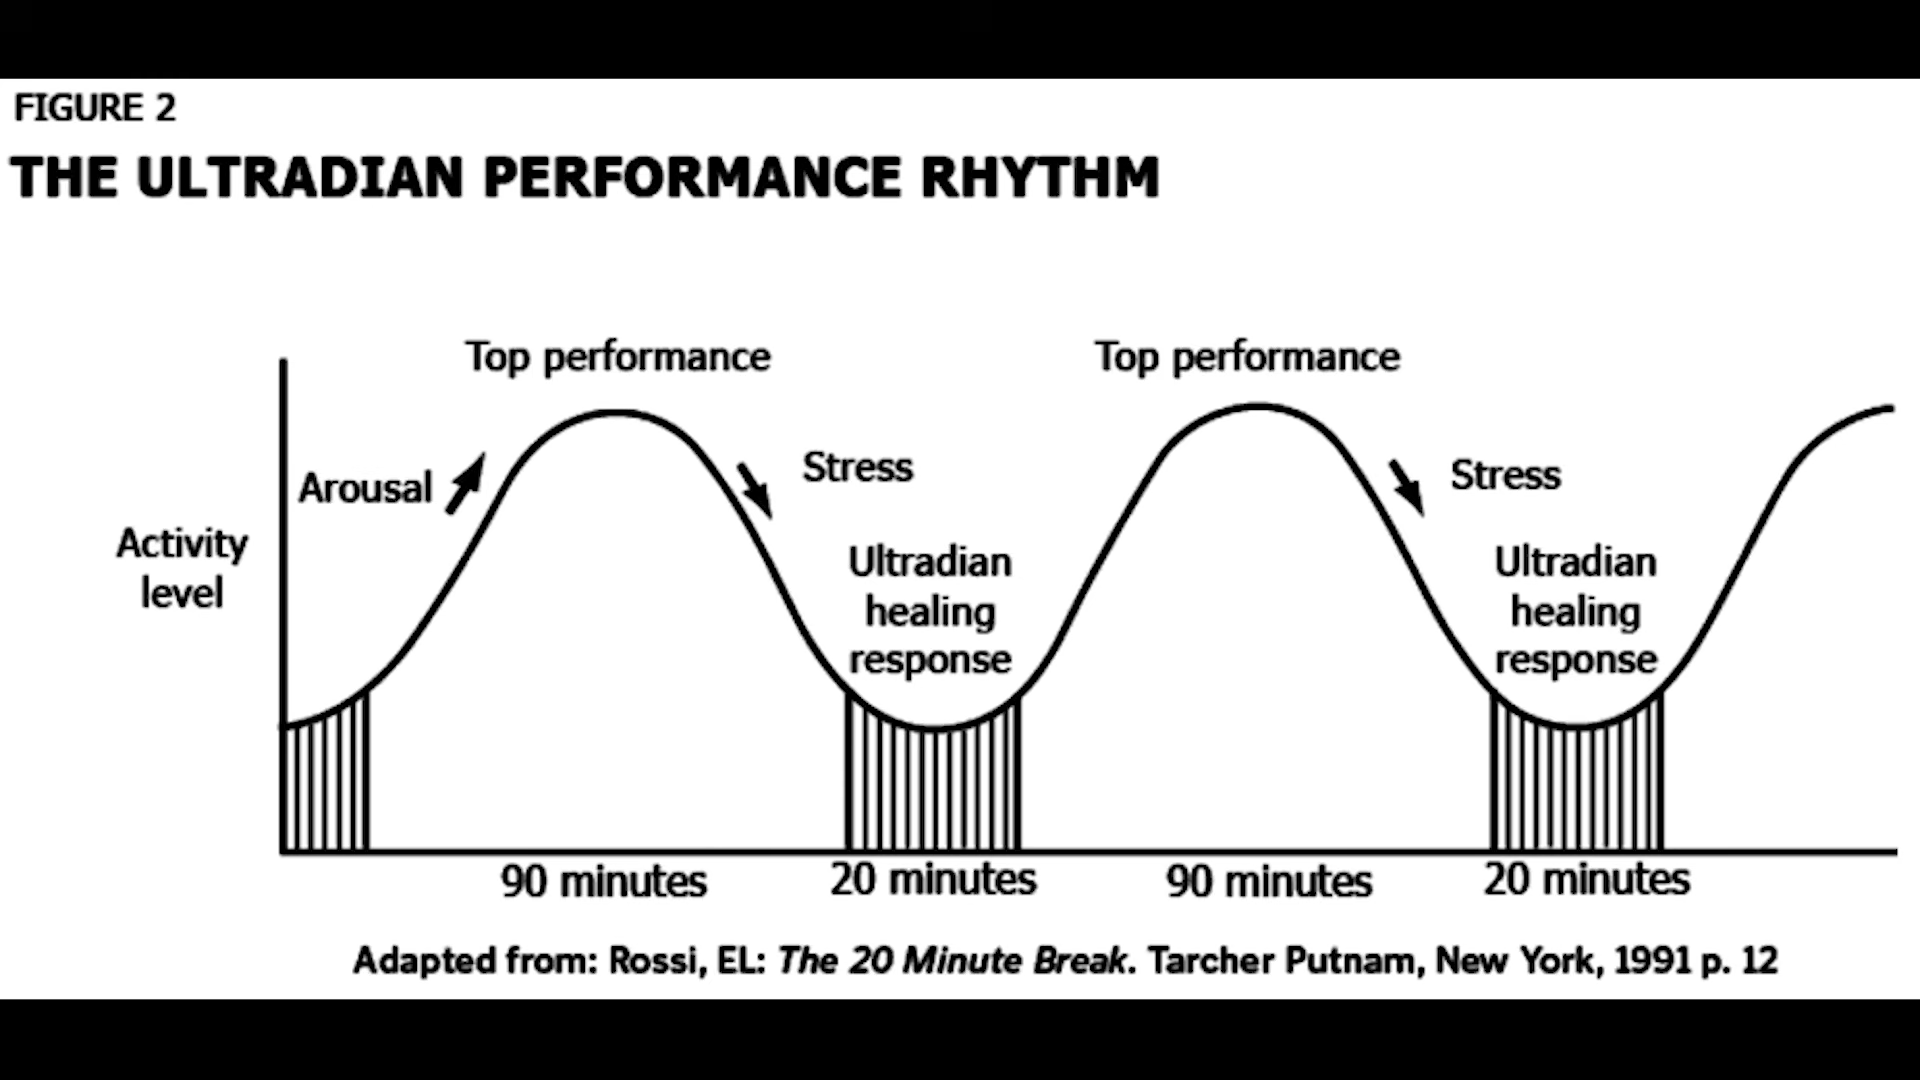 FIGURE 2
THE ULTRADIAN PERFORMANCE RHYTHM
Top performance
Top performance
Arousal
Stress
Stress
Activity
level
Ultradian
healing
response
Ultradian
healing
response
90 minutes
20 minutes
90 minutes
20 minutes
Adapted from: Rossi, EL: The 20 Minute Break. Tarcher Putnam, New York, 1991 p. 12